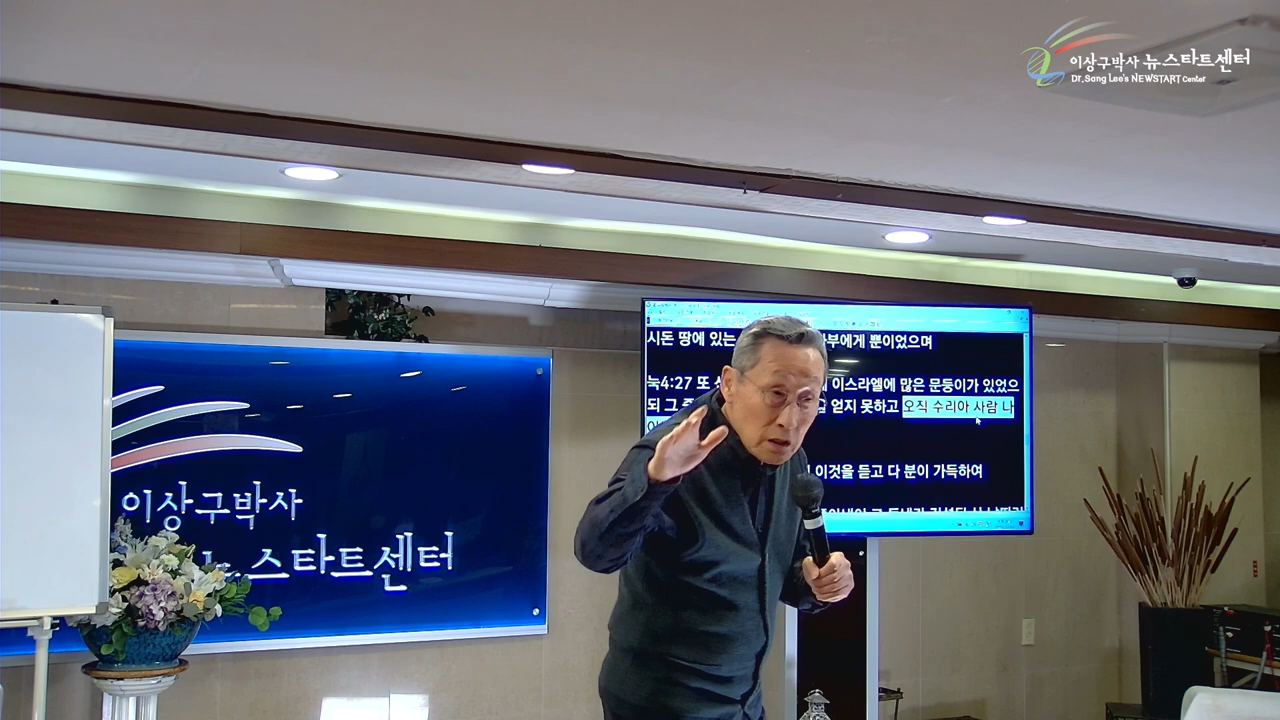 이상구박사 뉴스타트센터
Dr. Sang Lee's NEWSTART Center
시돈 땅에 있는 부에게 뿐이었으며
눅4:27 또 이스라엘에 많은 문둥이가 있었으
되 그 얻지 못하고 오직 수리아 사람 나
이것을 듣고 다 분이 가득하여
이상구박사
뉴스타트센터